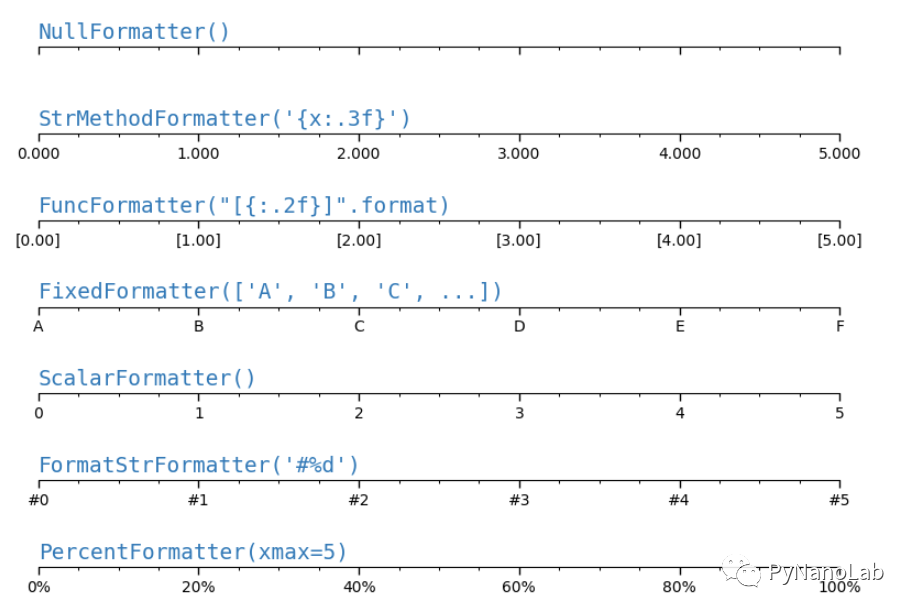 NullFormatter()
StrMethodFormatter('{x:.3f}')
0.000 1.000 2.000 3.000 4.000 5.000
FuncFormatter("[{:.2f}]".format)
[0.00] [1.00] [2.00] [3.00] [4.00] [5.00]
FixedFormatter(['A', 'B', 'C', ...])
A B C D E F
ScalarFormatter()
0 1 2 3 4 5
FormatStrFormatter('#%d')
#0 #1 #2 #3 #4 #5
PercentFormatter(xmax=5)
0% 20% 40% 60% 80% 100%
PyNanoLab